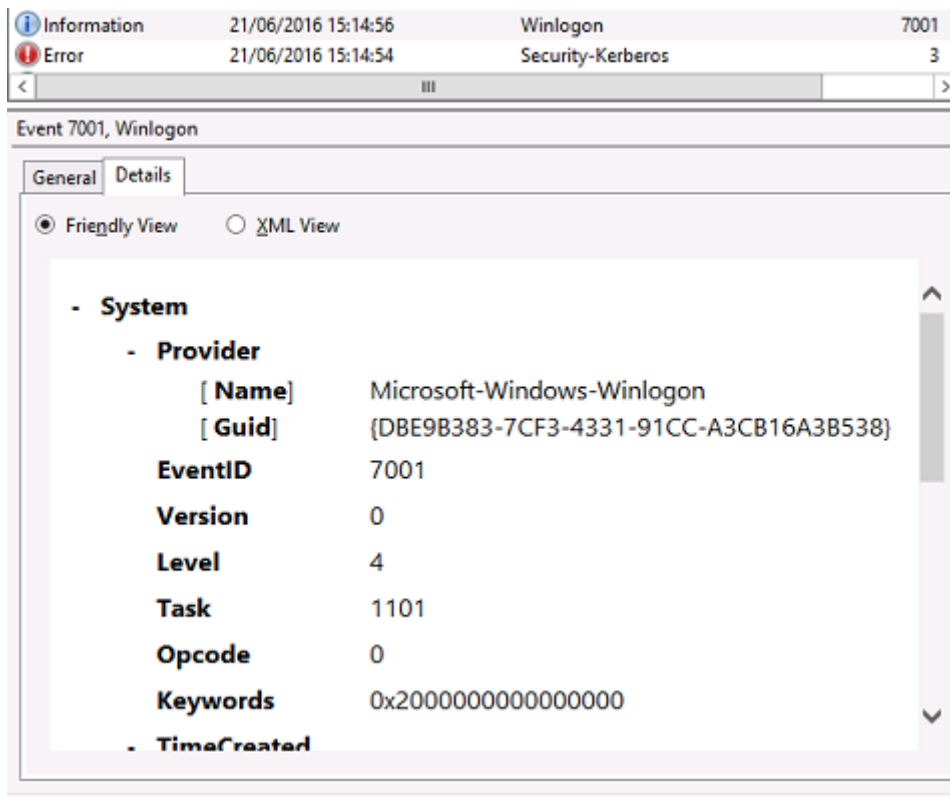 Information 21/06/2016 15:14:56 Winlogon 7001
Error 21/06/2016 15:14:54 Security-Kerberos 3
Event 7001, Winlogon
General Details
Friendly View XML View
- System
- Provider
[ Name] Microsoft-Windows-Winlogon
[ Guid] {DBE9B383-7CF3-4331-91CC-A3CB16A3B538}
EventID 7001
Version 0
Level 4
Task 1101
Opcode 0
Keywords 0x2000000000000000
- TimeCreated